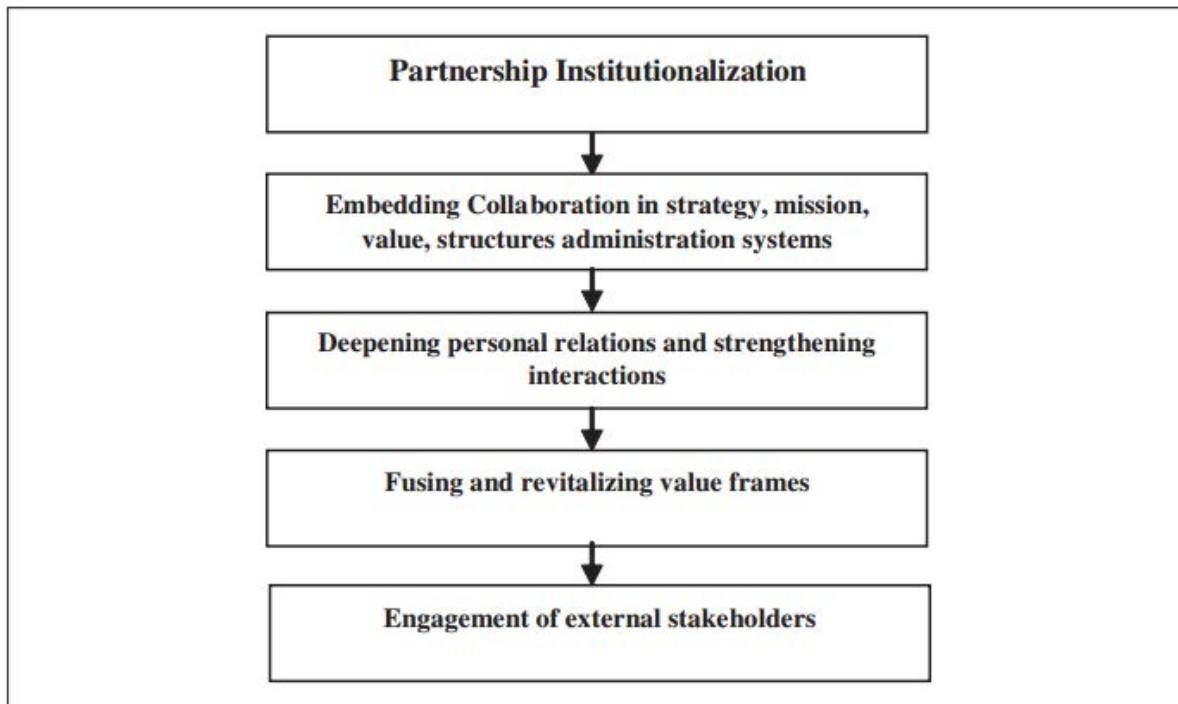 Partnership Institutionalization
Embedding Collaboration in strategy, mission,
value, structures administration systems
Deepening personal relations and strengthening
interactions
Fusing and revitalizing value frames
Engagement of external stakeholders